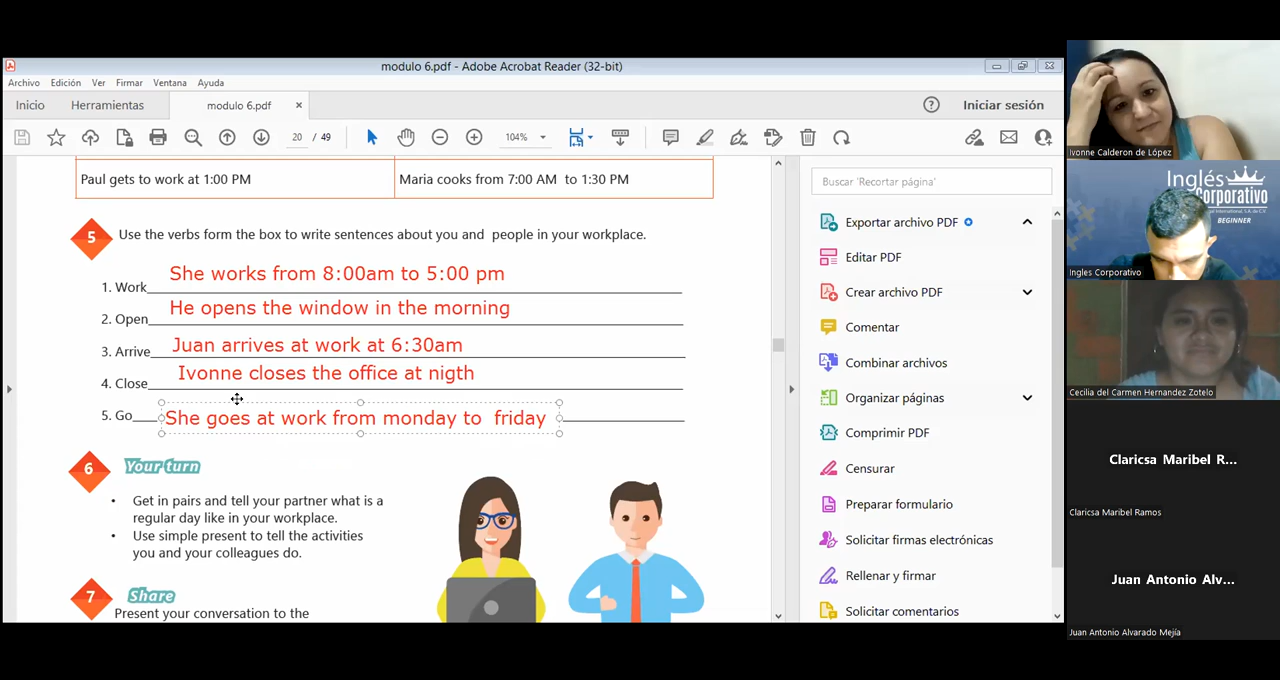 modulo 6.pdf - Adobe Acrobat Reader (32-bit)
Archivo Edición Ver Firmar Ventana Ayuda
Inicio Herramientas modulo 6.pdf × Iniciar sesión
20 / 49 104%
Paul gets to work at 1:00 PM
Maria cooks from 7:00 AM to 1:30 PM
5 Use the verbs form the box to write sentences about you and people in your workplace.
She works from 8:00am to 5:00 pm
1. Work
He opens the window in the morning
2. Open
Juan arrives at work at 6:30am
3. Arrive
Ivonne closes the office at nigth
4. Close
5. Go She goes at work from monday to friday
6 Your turn
• Get in pairs and tell your partner what is a
regular day like in your workplace.
• Use simple present to tell the activities
you and your colleagues do.
7 Share
Present your conversation to the
Buscar 'Recortar página'
Exportar archivo PDF
Editar PDF
Crear archivo PDF
Comentar
Combinar archivos
Organizar páginas
Comprimir PDF
Censurar
Preparar formulario
Solicitar firmas electrónicas
Rellenar y firmar
Solicitar comentarios
Ivonne Calderon de López
Inglés
Corporativo
BEGINNER
Ingles Corporativo
Cecilia del Carmen Hernandez Zotelo
Claricsa Maribel R...
Claricsa Maribel Ramos
Juan Antonio Alv...
Juan Antonio Alvarado Mejía